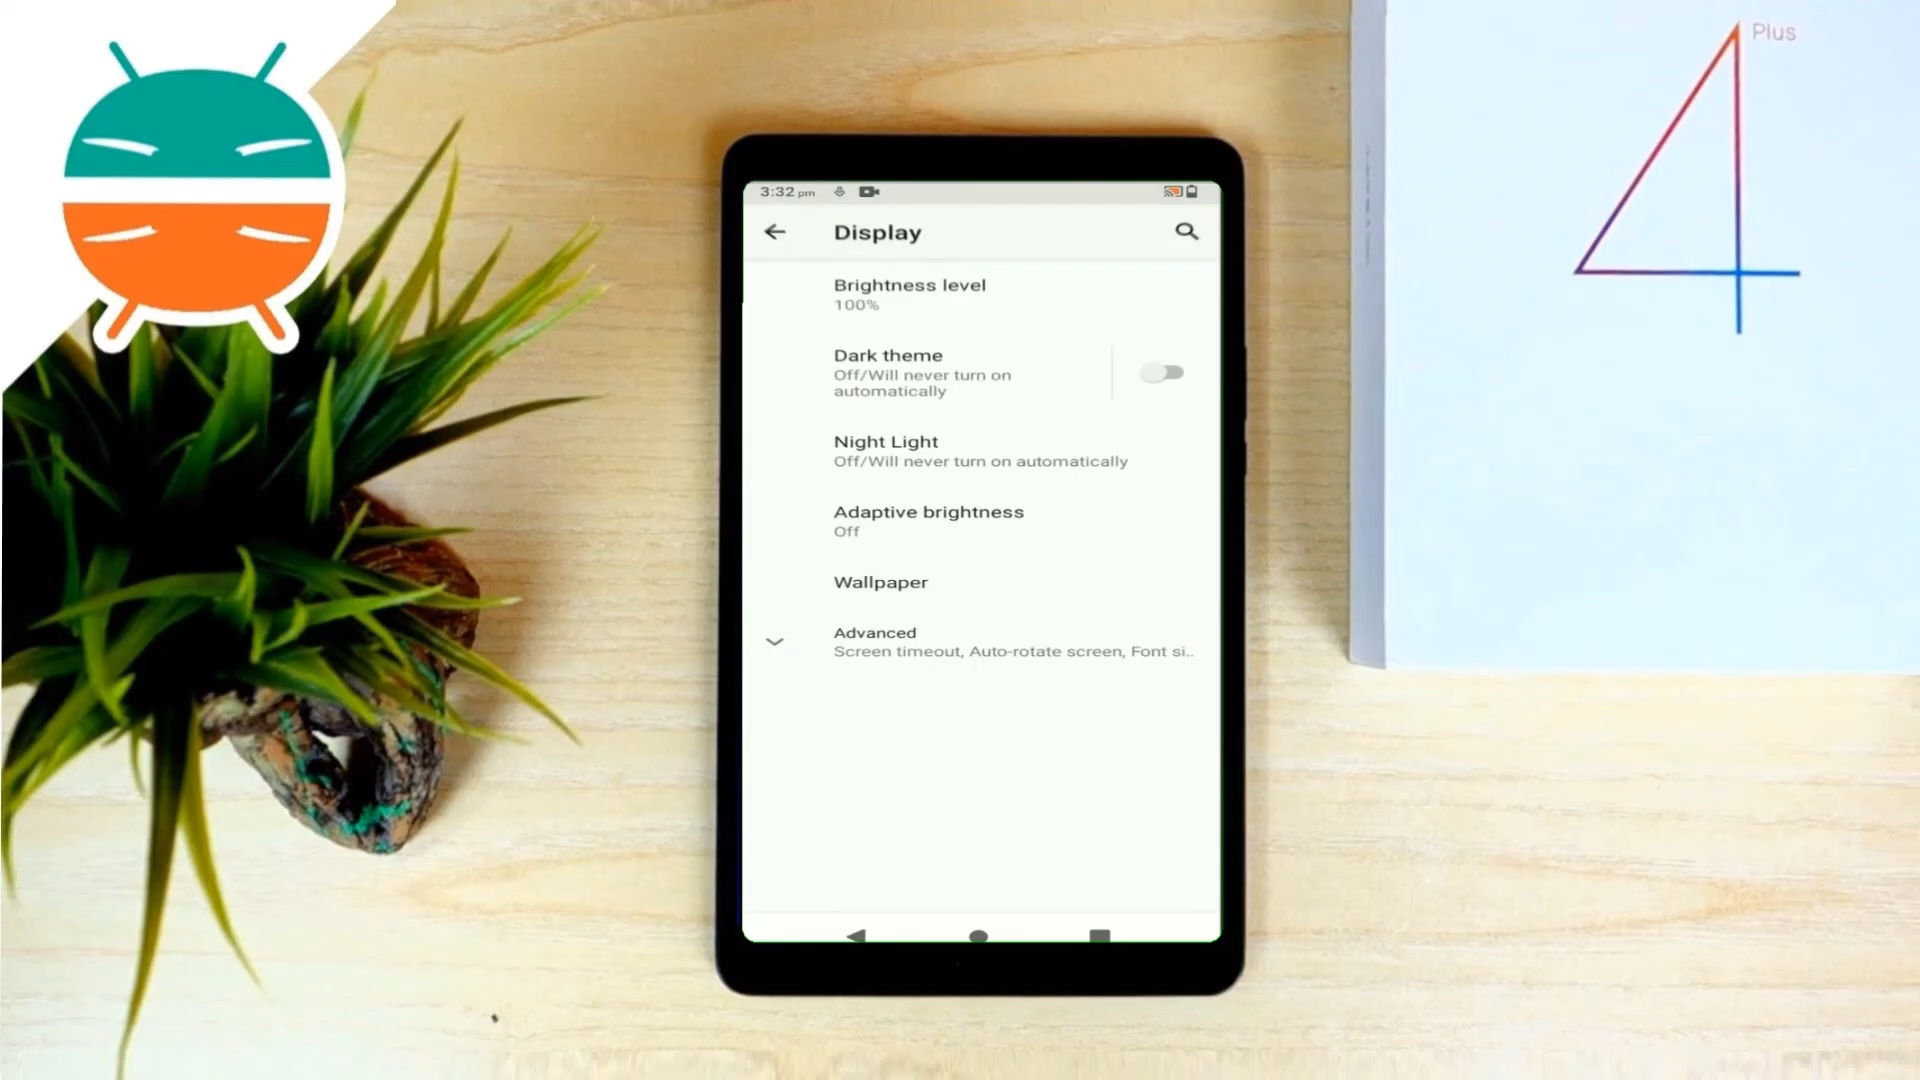 Plus
4
3:32 pm
Display
Brightness level
100%
Dark theme
Off/Will never turn on
automatically
Night Light
Off/Will never turn on automatically
Adaptive brightness
Off
Wallpaper
Advanced
Screen timeout, Auto-rotate screen, Font si..